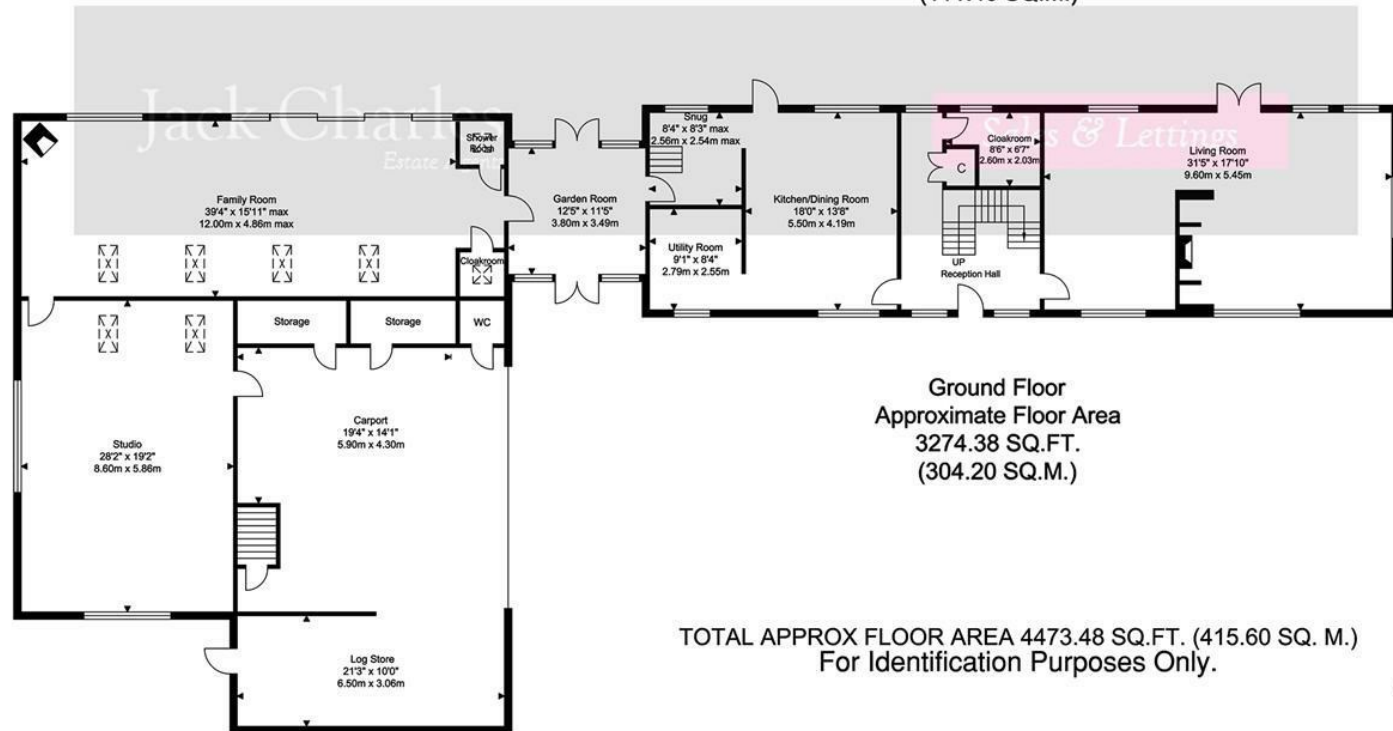 Jack Charles
Estate Agents
Sales & Lettings
Shower
Room
Family Room
39'4" x 15'11" max
12.00m x 4.86m max
Cloakroom
Garden Room
12'5" x 11'5"
3.80m x 3.49m
Snug
8'4" x 8'3" max
2.56m x 2.54m max
Kitchen/Dining Room
18'0" x 13'8"
5.50m x 4.19m
Utility Room
9'1" x 8'4"
2.79m x 2.55m
Cloakroom
8'6" x 6'7"
2.60m x 2.03m
C
UP
Reception Hall
Living Room
31'5" x 17'10"
9.60m x 5.45m
Storage
Storage
WC
Studio
28'2" x 19'2"
8.60m x 5.86m
Carport
19'4" x 14'1"
5.90m x 4.30m
Log Store
21'3" x 10'0"
6.50m x 3.06m
Ground Floor
Approximate Floor Area
3274.38 SQ.FT.
(304.20 SQ.M.)
TOTAL APPROX FLOOR AREA 4473.48 SQ.FT. (415.60 SQ. M.)
For Identification Purposes Only.